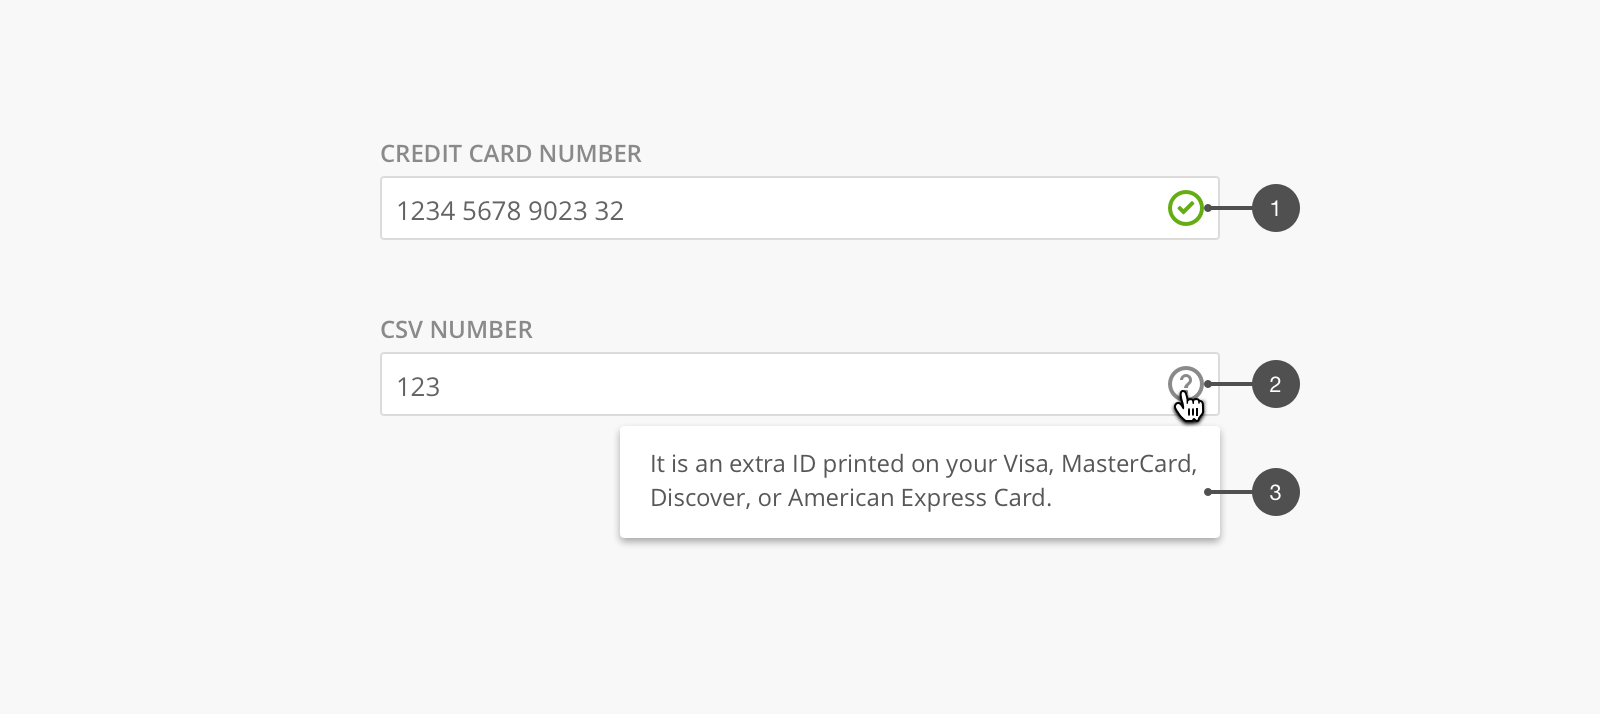 CREDIT CARD NUMBER
1234 5678 9023 32
1
CSV NUMBER
123
?
2
It is an extra ID printed on your Visa, MasterCard,
Discover, or American Express Card.
3